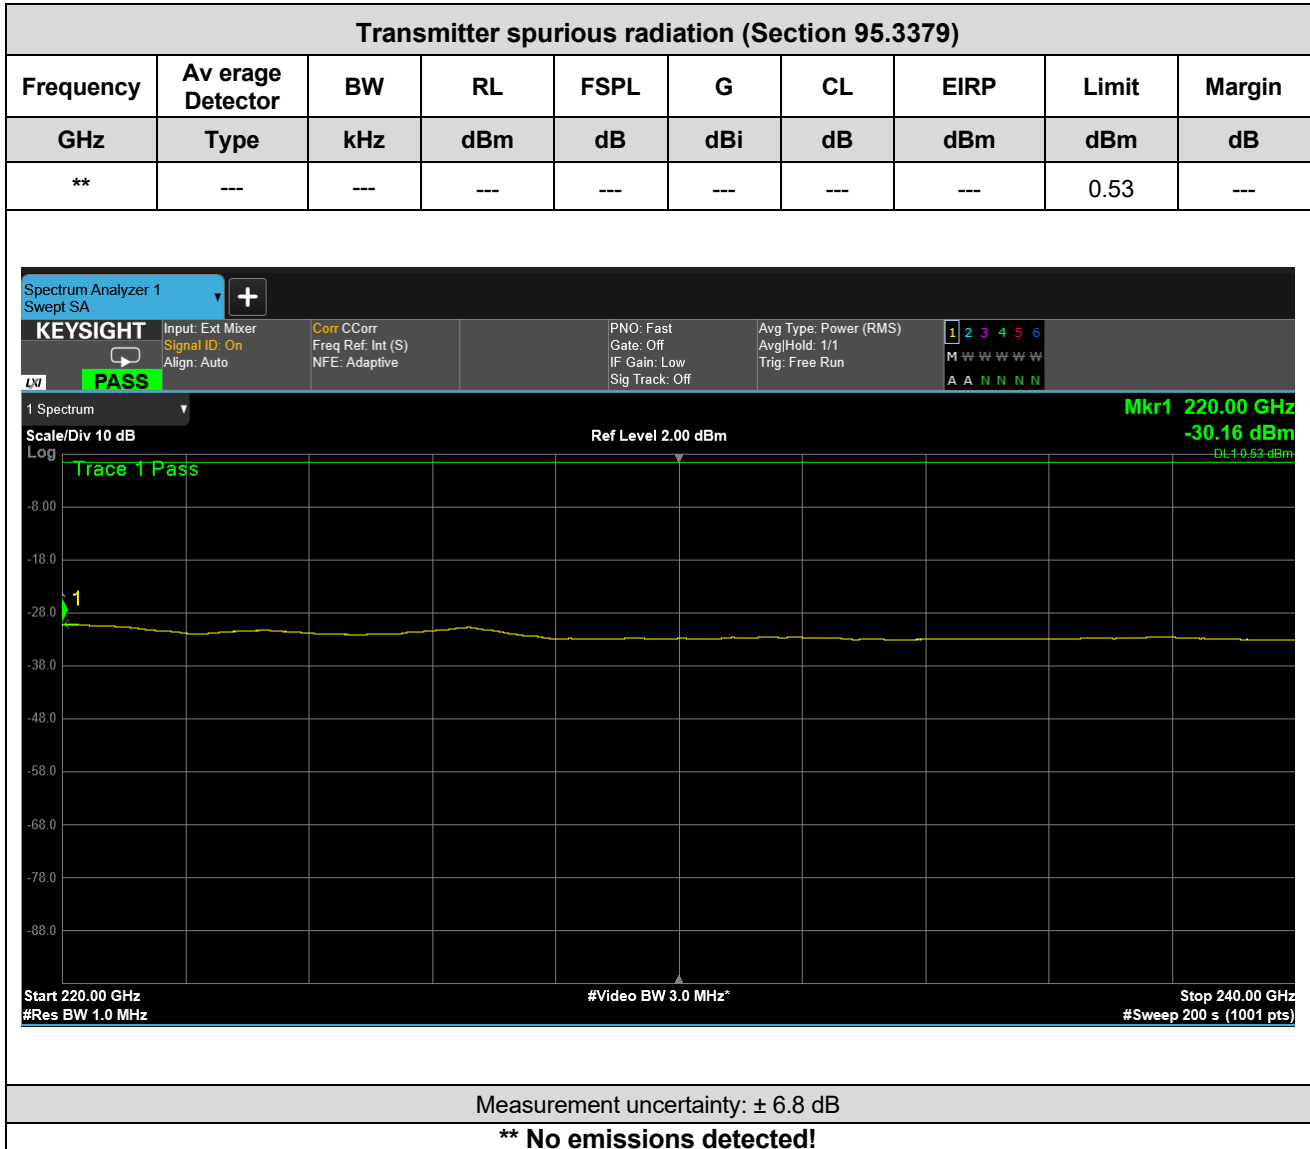 Transmitter spurious radiation (Section 95.3379)
Frequency Av erage Detector BW RL FSPL G CL EIRP Limit Margin
GHz Type kHz dBm dB dBi dB dBm dBm dB
** --- --- --- --- --- --- --- 0.53 ---
Spectrum Analyzer 1
Swept SA
+
KEYSIGHT
LXI PASS
Input: Ext Mixer
Signal ID: On
Align: Auto
Corr CCorr
Freq Ref: Int (S)
NFE: Adaptive
PNO: Fast
Gate: Off
IF Gain: Low
Sig Track: Off
Avg Type: Power (RMS)
Avg|Hold: 1/1
Trig: Free Run
1 2 3 4 5 6
M W W W W W
A A N N N N
1 Spectrum
Scale/Div 10 dB
Ref Level 2.00 dBm
Mkr1 220.00 GHz
-30.16 dBm
Log
Trace 1 Pass
DL1 0.53 dBm
-8.00
-18.0
1
-28.0
-38.0
-48.0
-58.0
-68.0
-78.0
-88.0
Start 220.00 GHz
#Res BW 1.0 MHz
#Video BW 3.0 MHz*
Stop 240.00 GHz
#Sweep 200 s (1001 pts)
Measurement uncertainty: ± 6.8 dB
** No emissions detected!